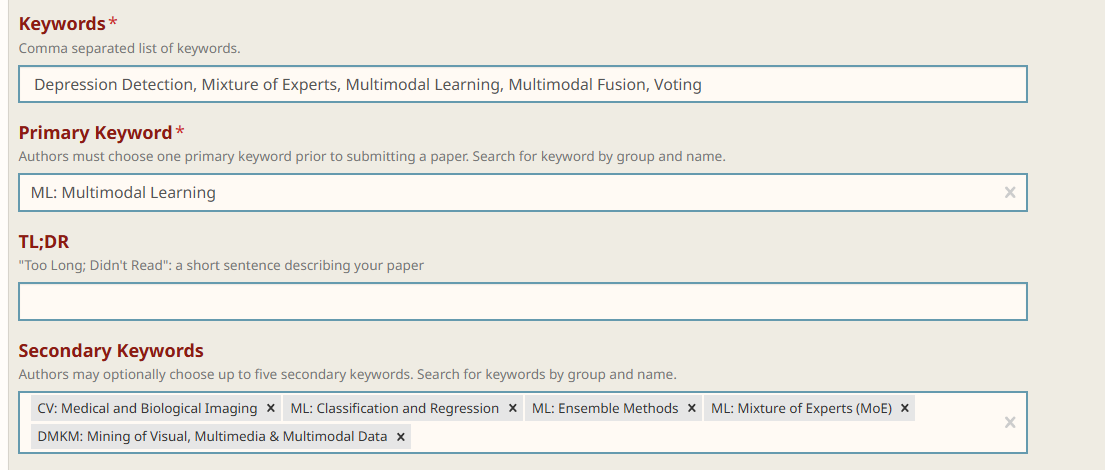 Keywords*
Comma separated list of keywords.
Depression Detection, Mixture of Experts, Multimodal Learning, Multimodal Fusion, Voting
Primary Keyword*
Authors must choose one primary keyword prior to submitting a paper. Search for keyword by group and name.
ML: Multimodal Learning ×
TL;DR
"Too Long; Didn't Read": a short sentence describing your paper
Secondary Keywords
Authors may optionally choose up to five secondary keywords. Search for keywords by group and name.
CV: Medical and Biological Imaging × ML: Classification and Regression × ML: Ensemble Methods × ML: Mixture of Experts (MoE) ×
DMKM: Mining of Visual, Multimedia & Multimodal Data × ×